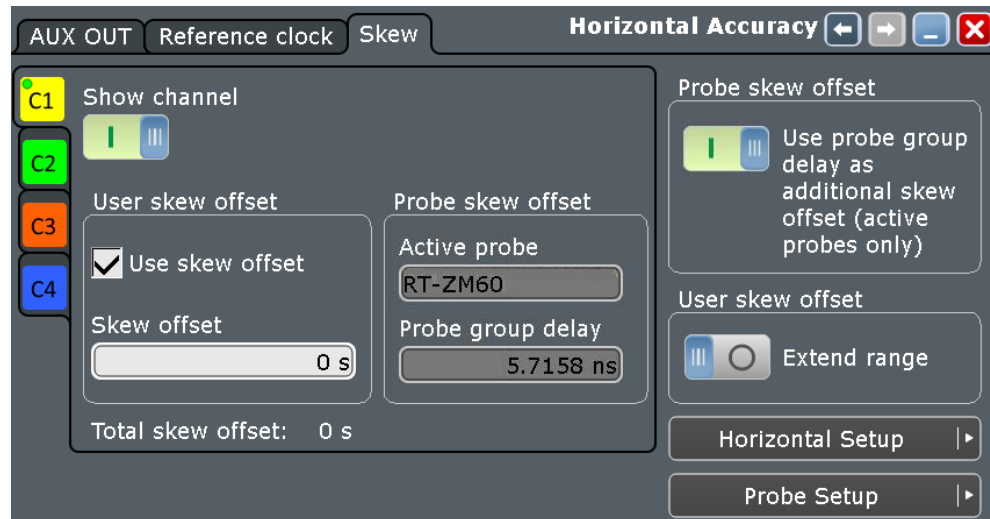 AUX OUT
Reference clock
Skew
Horizontal Accuracy
C1
C2
C3
C4
Show channel
User skew offset
Use skew offset
Skew offset
0 s
Probe skew offset
Active probe
RT-ZM60
Probe group delay
5.7158 ns
Total skew offset: 0 s
Probe skew offset
Use probe group
delay as
additional skew
offset (active
probes only)
User skew offset
Extend range
Horizontal Setup
Probe Setup